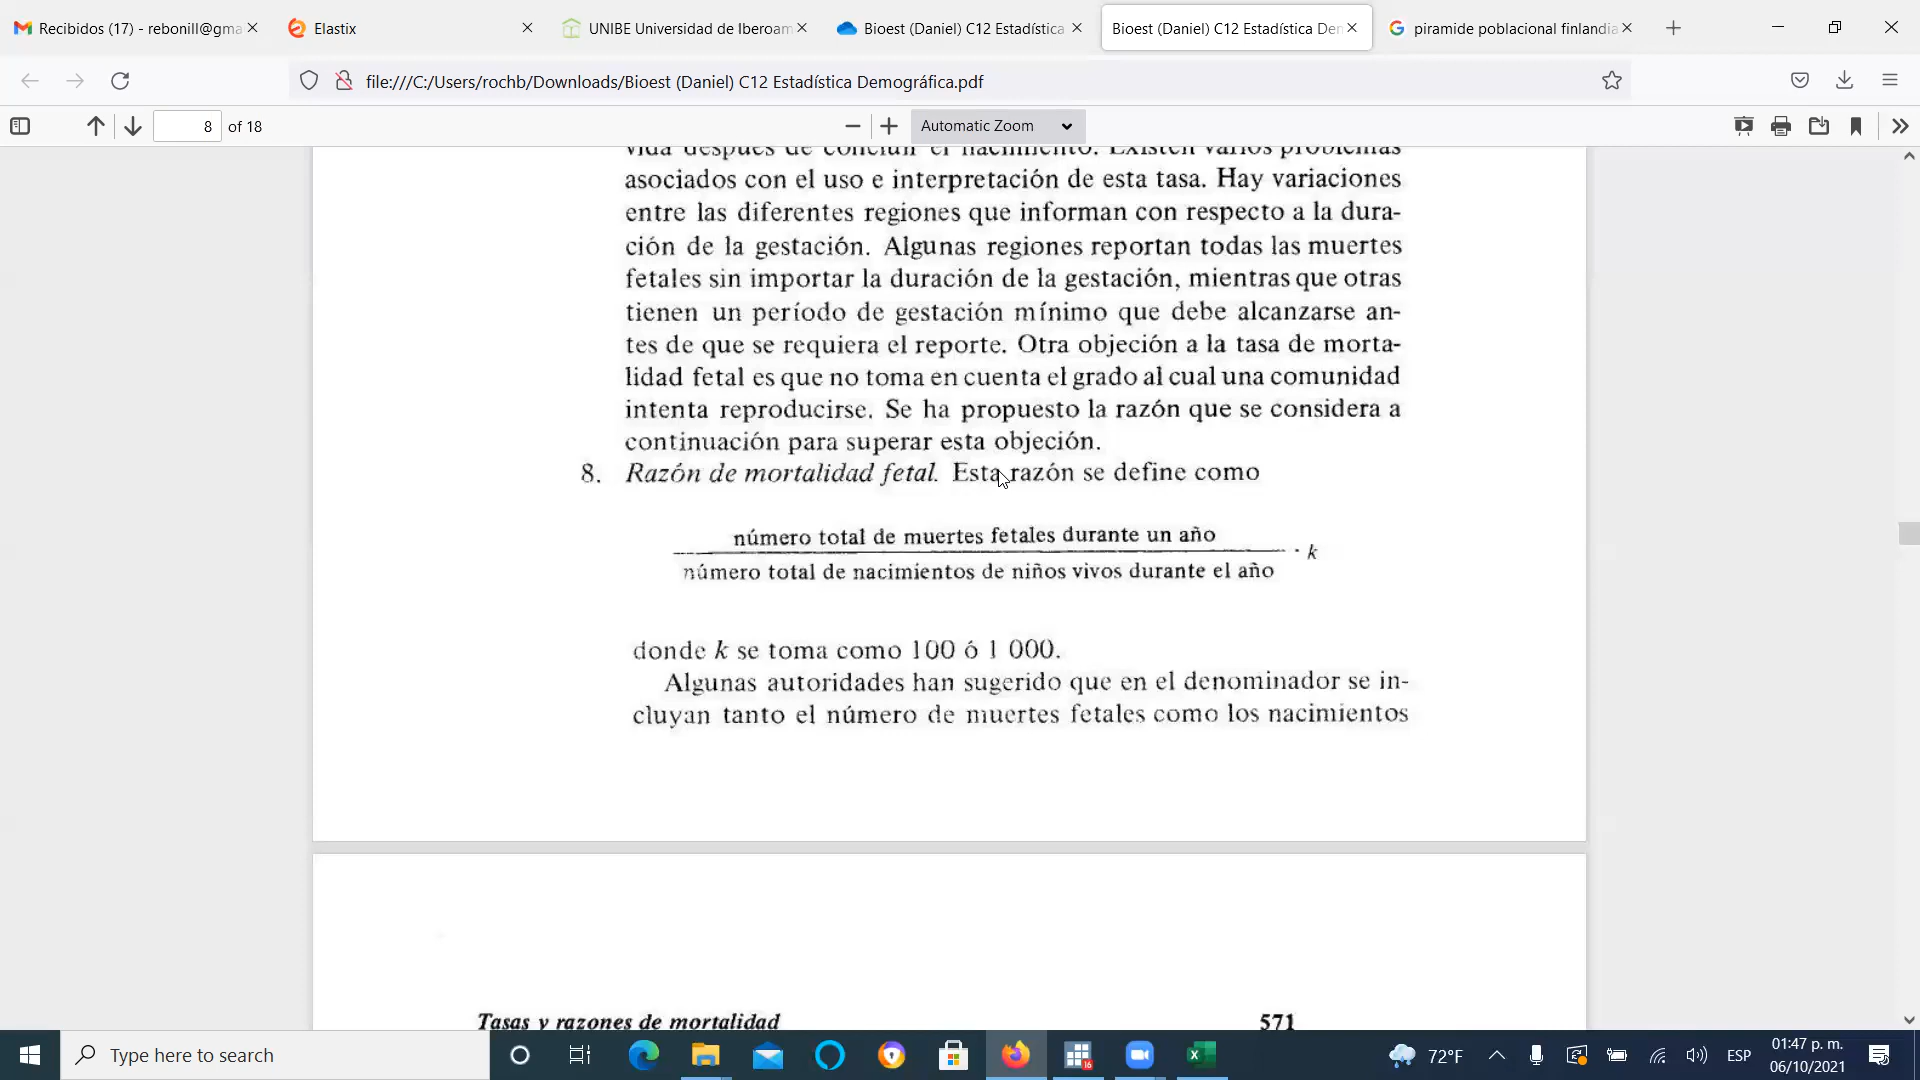 Recibidos (17) - rebonill@gma
Elastix
UNIBE Universidad de Iberoam
Bioest (Daniel) C12 Estadística
Bioest (Daniel) C12 Estadística Den
piramide poblacional finlandia
file:///C:/Users/rochb/Downloads/Bioest (Daniel) C12 Estadística Demográfica.pdf
8 of 18
Automatic Zoom
vida después de concluir el nacimiento. Existen varios problemas
asociados con el uso e interpretación de esta tasa. Hay variaciones
entre las diferentes regiones que informan con respecto a la dura-
ción de la gestación. Algunas regiones reportan todas las muertes
fetales sin importar la duración de la gestación, mientras que otras
tienen un período de gestación mínimo que debe alcanzarse an-
tes de que se requiera el reporte. Otra objeción a la tasa de morta-
lidad fetal es que no toma en cuenta el grado al cual una comunidad
intenta reproducirse. Se ha propuesto la razón que se considera a
continuación para superar esta objeción.
8. Razón de mortalidad fetal. Esta razón se define como
número total de muertes fetales durante un año
· k
número total de nacimientos de niños vivos durante el año
donde k se toma como 100 ó 1 000.
Algunas autoridades han sugerido que en el denominador se in-
cluyan tanto el número de muertes fetales como los nacimientos
Tasas y razones de mortalidad 571
Type here to search
16
72°F
ESP
01:47 p. m.
06/10/2021